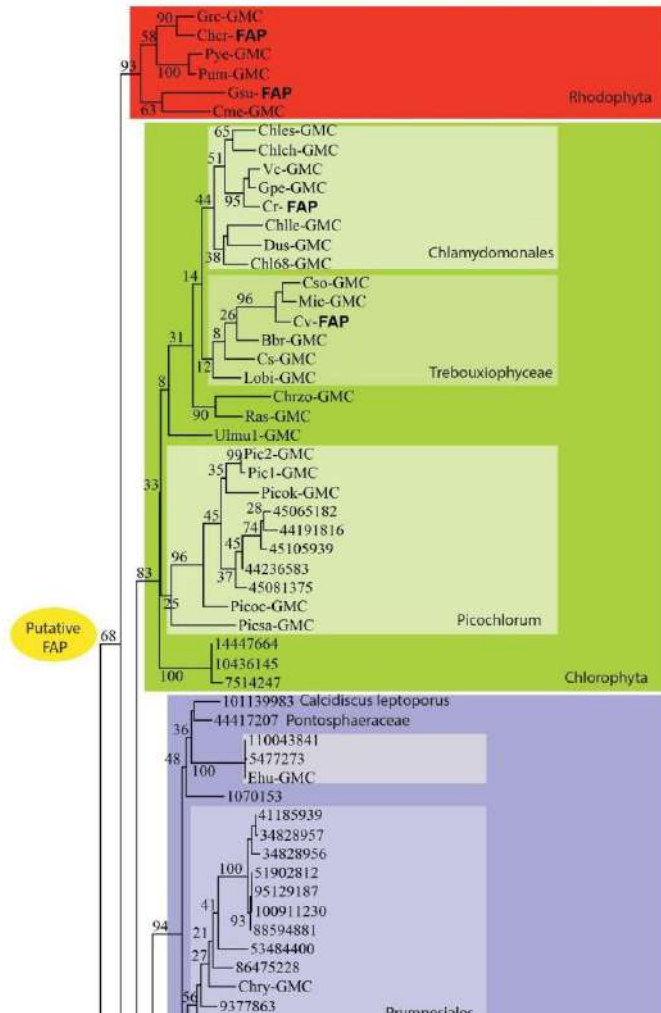 Grc-GMC
90
Chcr-FAP
58
Pye-GMC
93
100
Pum-GMC
Gsu-FAP
63
Cme-GMC
Rhodophyta
65
Chles-GMC
Chlch-GMC
51
Vc-GMC
Gpe-GMC
95
44
Cr-FAP
Chlle-GMC
Dus-GMC
38
Chl68-GMC
Chlamydomonales
14
Cso-GMC
96
Mic-GMC
26
Cv-FAP
8
Bbr-GMC
31
Cs-GMC
12
Lobi-GMC
Trebouxiophyceae
8
Chrzo-GMC
90
Ras-GMC
Ulmu1-GMC
99
Pic2-GMC
35
Pic1-GMC
Picok-GMC
33
28
45065182
45
74
44191816
45
45105939
96
44236583
37
45081375
83
25
Picoc-GMC
Picsa-GMC
Picochlorum
Putative
FAP
68
14447664
10436145
100
7514247
Chlorophyta
101139983 Calcidiscus leptoporus
44417207 Pontosphaeraceae
36
110043841
48
5477273
100
Ehu-GMC
1070153
41185939
34828957
34828956
100
51902812
95129187
41
100911230
93
88594881
94
21
53484400
27
86475228
Chry-GMC
56
9377863
Prymnesiales